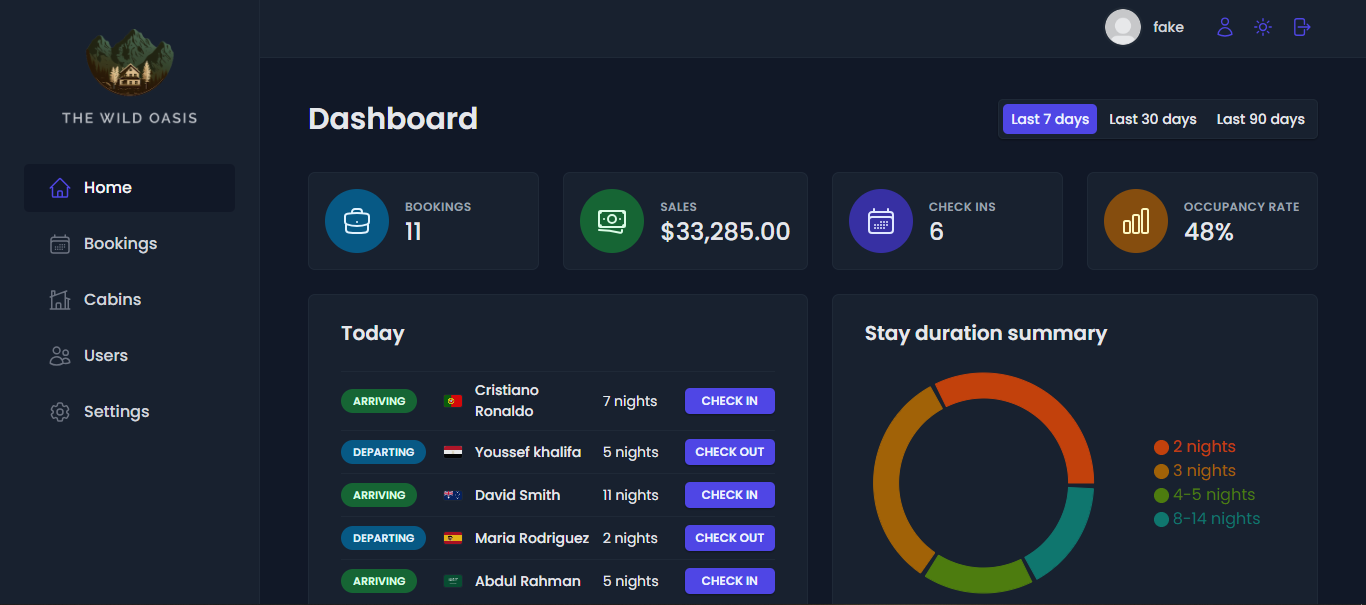 THE WILD OASIS
Home
Bookings
Cabins
Users
Settings
fake
Dashboard
Last 7 days Last 30 days Last 90 days
BOOKINGS
11
SALES
$33,285.00
CHECK INS
6
OCCUPANCY RATE
48%
Today
ARRIVING Cristiano
Ronaldo 7 nights CHECK IN
DEPARTING Youssef khalifa 5 nights CHECK OUT
ARRIVING David Smith 11 nights CHECK IN
DEPARTING Maria Rodriguez 2 nights CHECK OUT
ARRIVING Abdul Rahman 5 nights CHECK IN
Stay duration summary
2 nights
3 nights
4-5 nights
8-14 nights